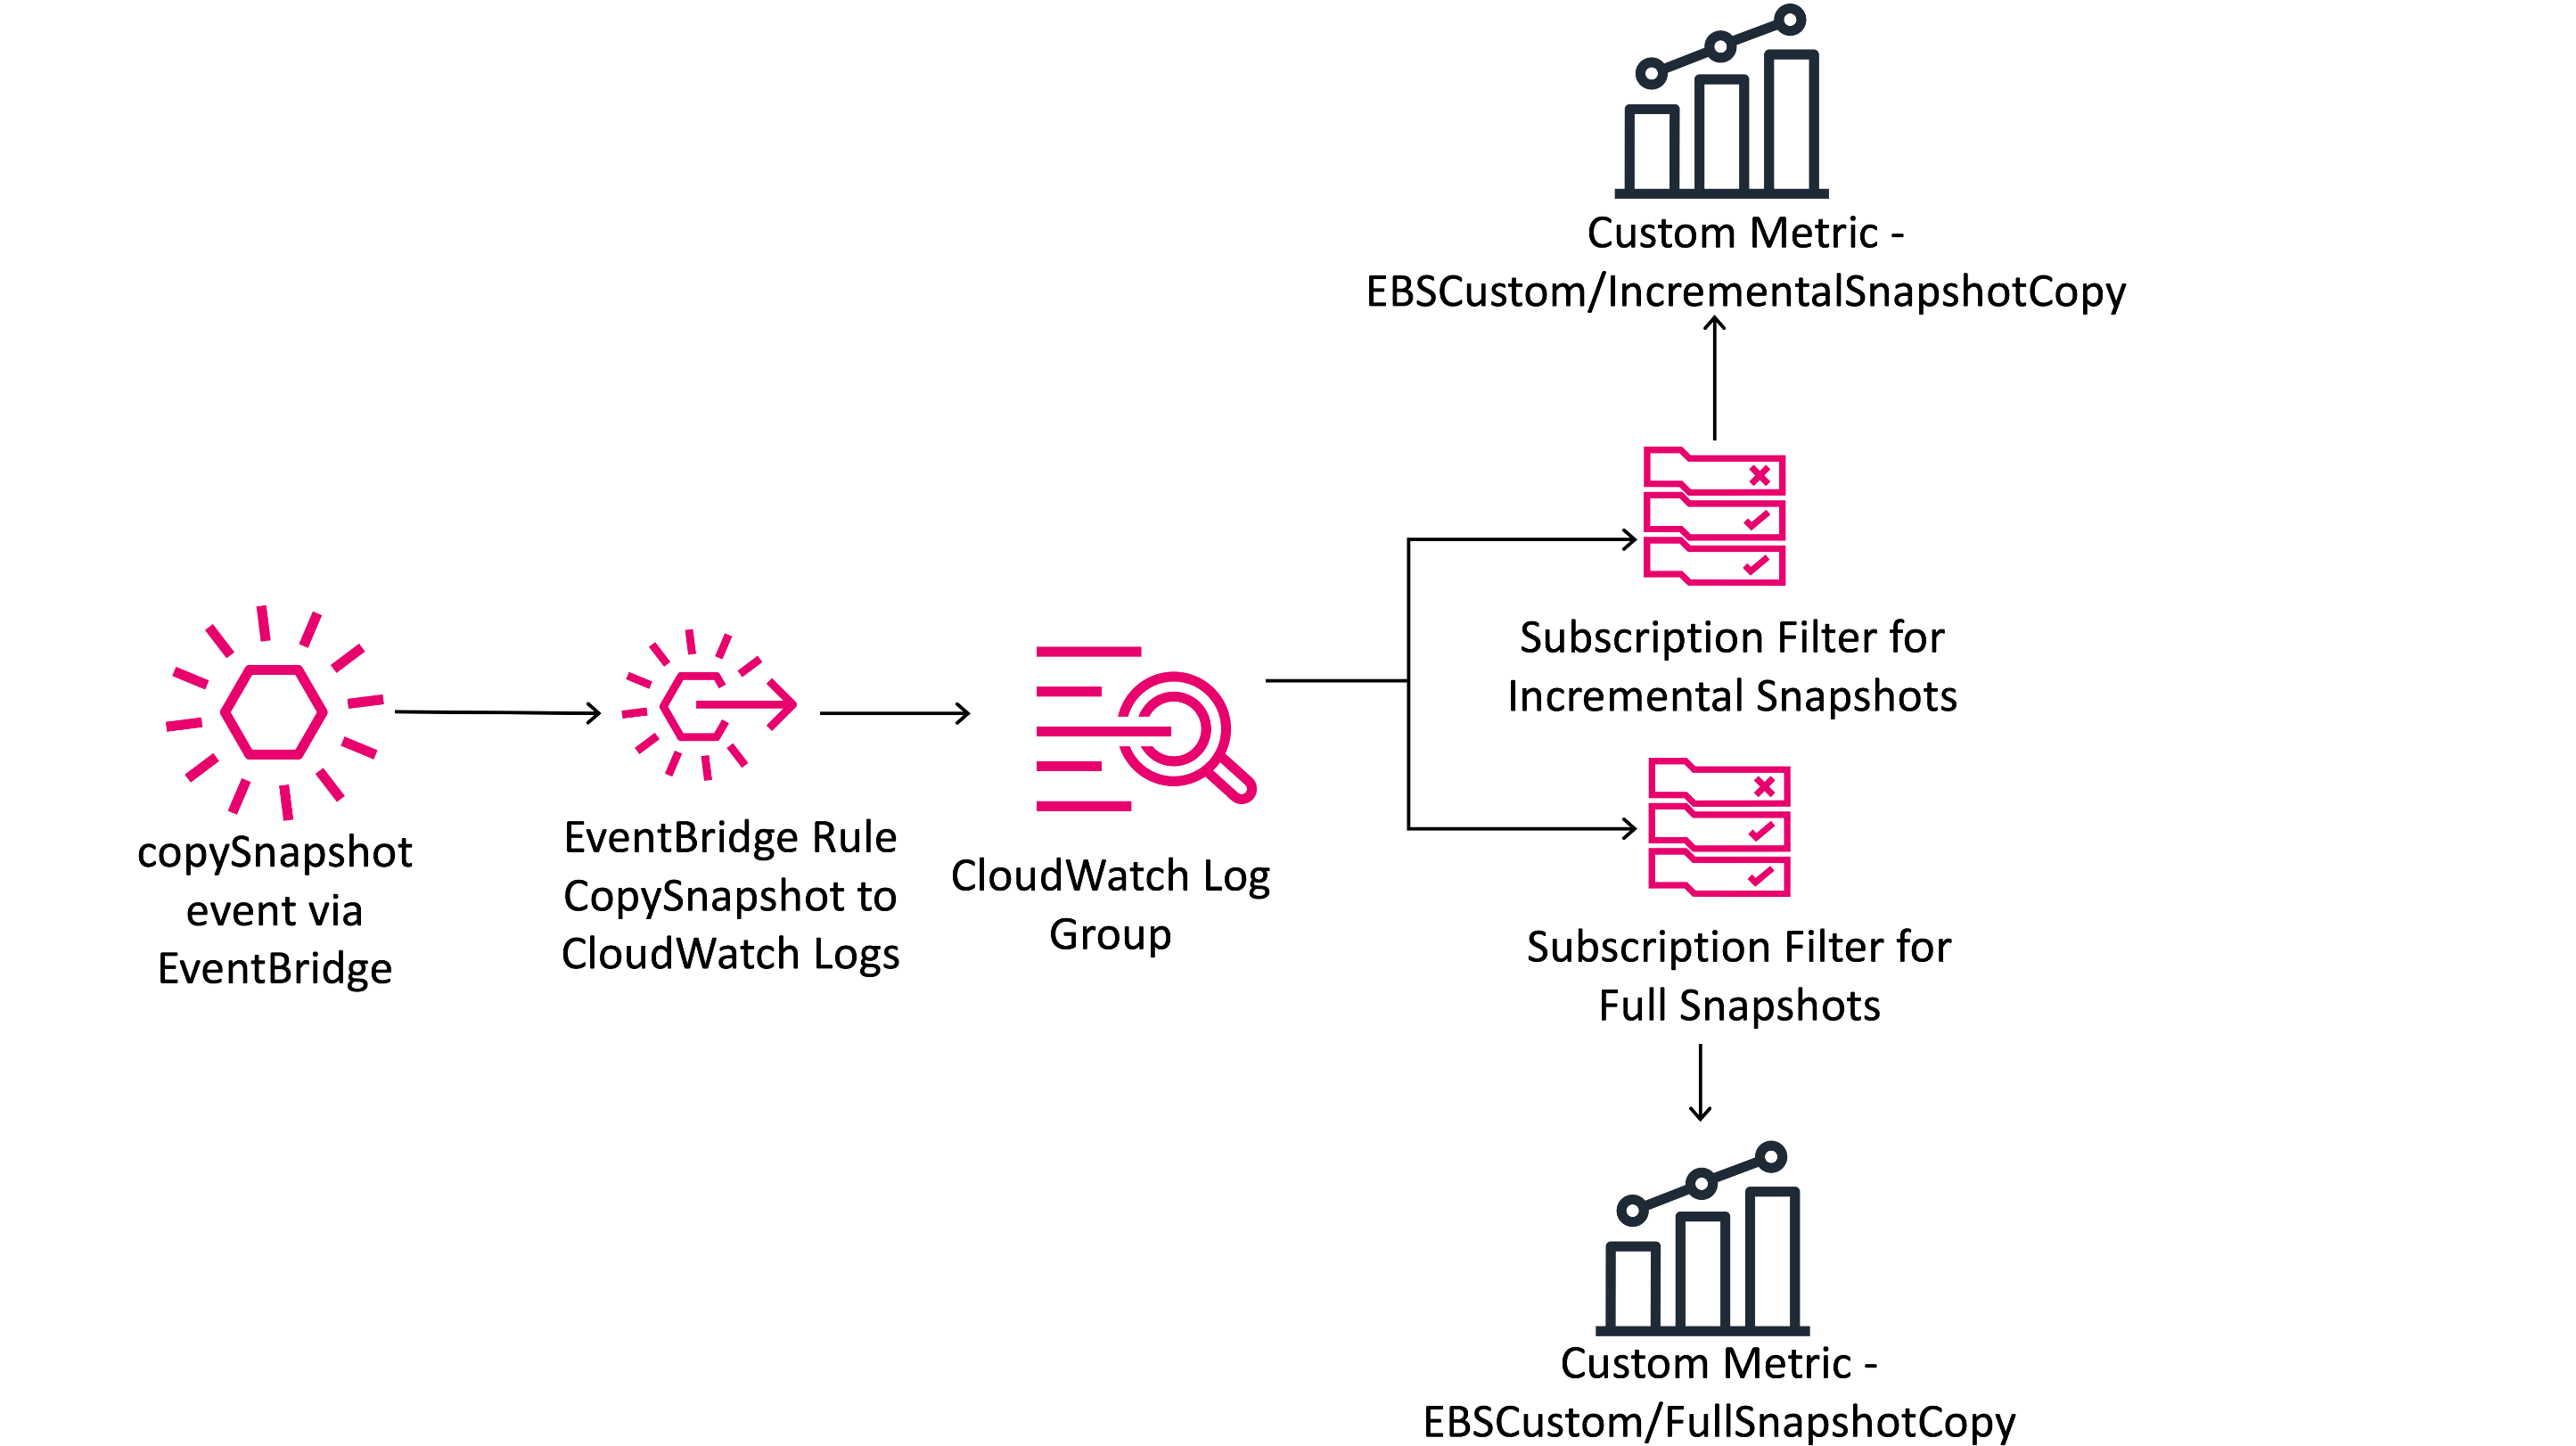 Custom Metric -
EBSCustom/IncrementalSnapshotCopy
Subscription Filter for
Incremental Snapshots
copySnapshot
event via
EventBridge
EventBridge Rule
CopySnapshot to
CloudWatch Logs
CloudWatch Log
Group
Subscription Filter for
Full Snapshots
Custom Metric -
EBSCustom/FullSnapshotCopy